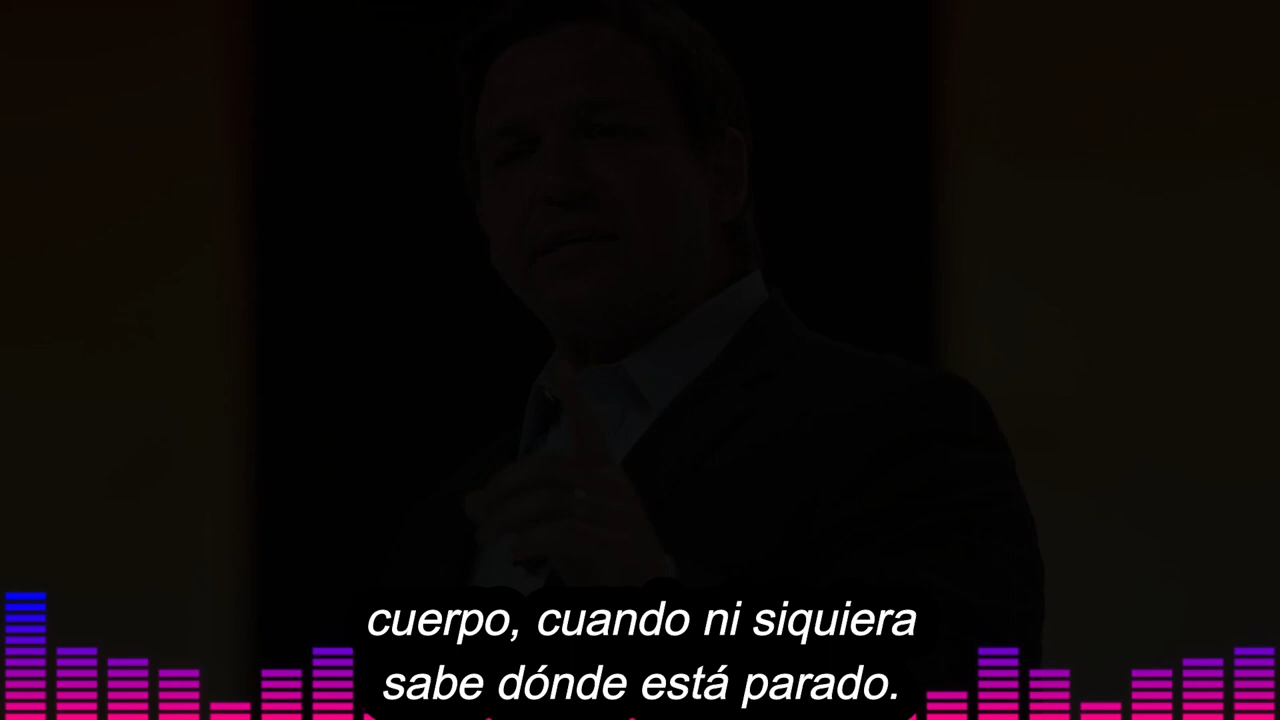 cuerpo, cuando ni siquiera
sabe dónde está parado.